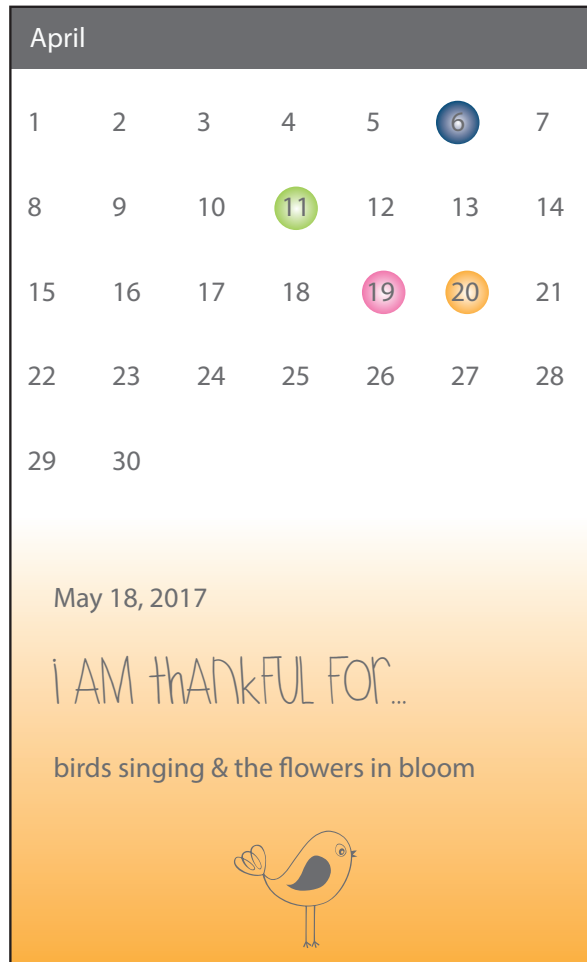 April
1 2 3 4 5 6 7
8 9 10 11 12 13 14
15 16 17 18 19 20 21
22 23 24 25 26 27 28
29 30
May 18, 2017
i AM thANkFUL FOr...
birds singing & the flowers in bloom